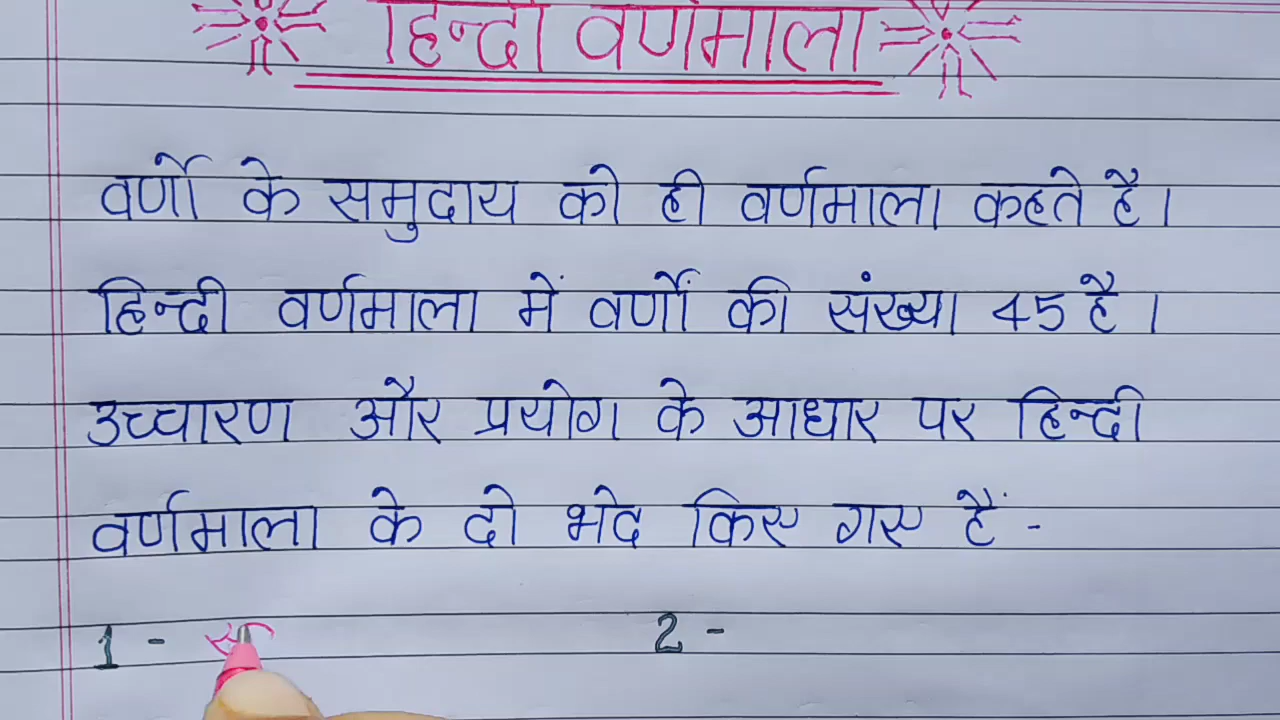 हिन्दी वर्णमाला
वर्णो के समुदाय को ही वर्णमाला कहते है।
हिन्दी वर्णमाला में वर्णों की संख्या 45 है।
उच्चारण और प्रयोग के आधार पर हिन्दी
वर्णमाला के दो भेद किए गए हैं -
1 - 2 -